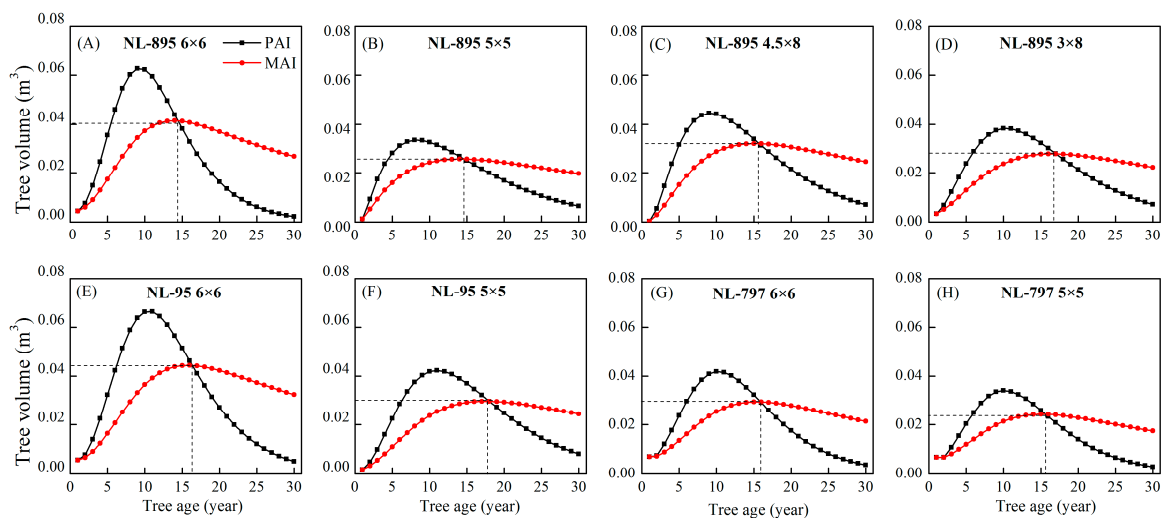 (A) NL-895 6×6
PAI
MAI
(B) NL-895 5×5
(C) NL-895 4.5×8
(D) NL-895 3×8
Tree volume (m³)
0.08
0.06
0.04
0.02
0.00
0.08
0.06
0.04
0.02
0.00
0.08
0.06
0.04
0.02
0.00
0.08
0.06
0.04
0.02
0.00
0 5 10 15 20 25 30
0 5 10 15 20 25 30
0 5 10 15 20 25 30
0 5 10 15 20 25 30
(E) NL-95 6×6
(F) NL-95 5×5
(G) NL-797 6×6
(H) NL-797 5×5
Tree volume (m³)
0.08
0.06
0.04
0.02
0.00
0.08
0.06
0.04
0.02
0.00
0.08
0.06
0.04
0.02
0.00
0.08
0.06
0.04
0.02
0.00
0 5 10 15 20 25 30
0 5 10 15 20 25 30
0 5 10 15 20 25 30
0 5 10 15 20 25 30
Tree age (year)
Tree age (year)
Tree age (year)
Tree age (year)